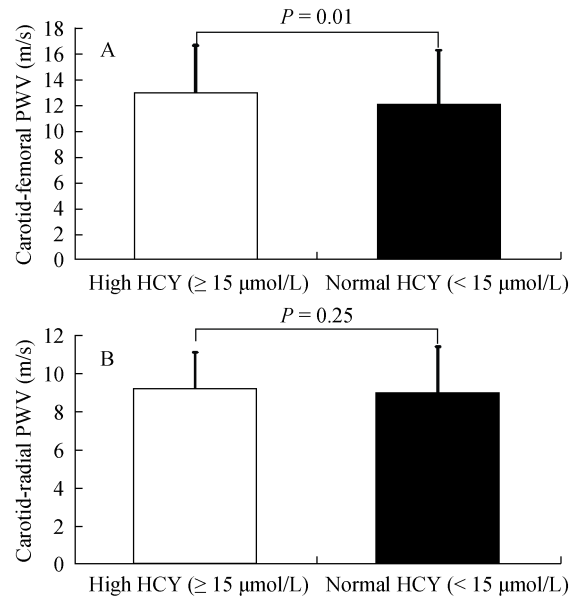 P = 0.01
A
Carotid-femoral PWV (m/s)
18
16
14
12
10
8
6
4
2
0
High HCY (≥ 15 μmol/L) Normal HCY (< 15 μmol/L)
P = 0.25
B
Carotid-radial PWV (m/s)
12
10
8
6
4
2
0
High HCY (≥ 15 μmol/L) Normal HCY (< 15 μmol/L)